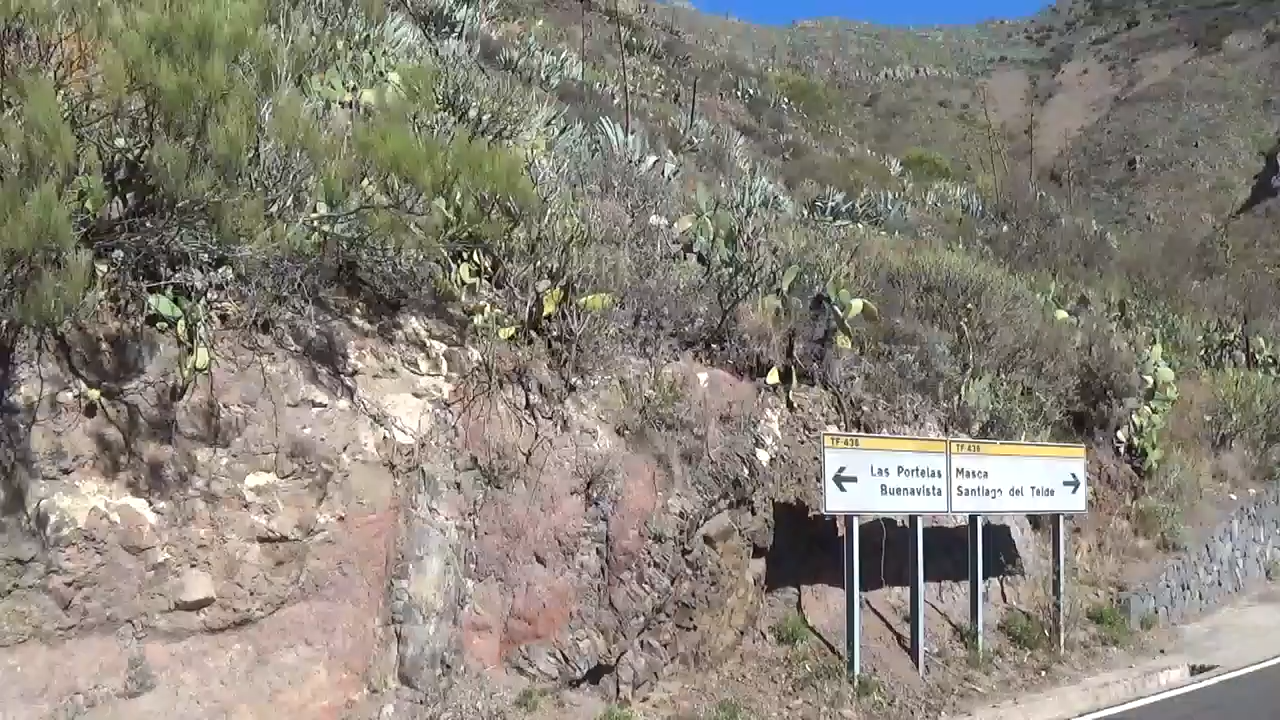 TF-436
Las Portelas
Buenavista
TF-436
Masca
Santiago del Teide